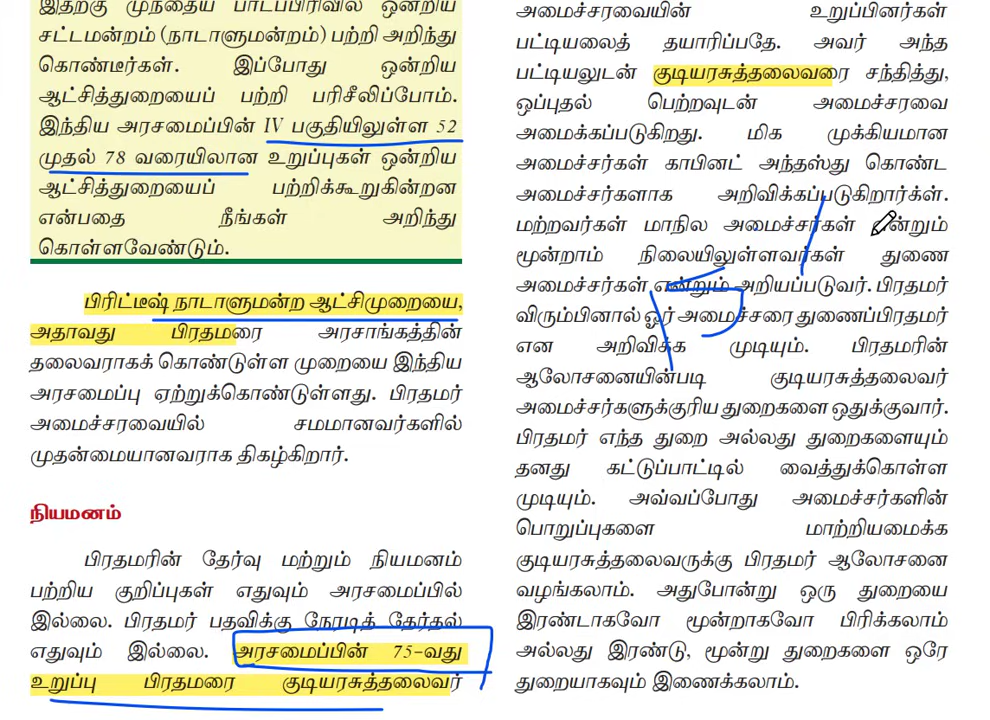 இதற்கு முந்தைய பாடப்பிரிவில் ஒன்றிய
சட்டமன்றம் (நாடாளுமன்றம்) பற்றி அறிந்து
கொண்டீர்கள். இப்போது ஒன்றிய
ஆட்சித்துறையைப் பற்றி பரிசீலிப்போம்.
இந்திய அரசமைப்பின் IV பகுதியிலுள்ள 52
முதல் 78 வரையிலான உறுப்புகள் ஒன்றிய
ஆட்சித்துறையைப் பற்றிக்கூறுகின்றன
என்பதை நீங்கள் அறிந்து
கொள்ளவேண்டும்.
பிரிட்டீஷ் நாடாளுமன்ற ஆட்சிமுறையை,
அதாவது பிரதமரை அரசாங்கத்தின்
தலைவராகக் கொண்டுள்ள முறையை இந்திய
அரசமைப்பு ஏற்றுக்கொண்டுள்ளது. பிரதமர்
அமைச்சரவையில் சமமானவர்களில்
முதன்மையானவராக திகழ்கிறார்.
நியமனம்
பிரதமரின் தேர்வு மற்றும் நியமனம்
பற்றிய குறிப்புகள் எதுவும் அரசமைப்பில்
இல்லை. பிரதமர் பதவிக்கு நேரடித் தேர்தல்
எதுவும் இல்லை. அரசமைப்பின் 75-வது
உறுப்பு பிரதமரை குடியரசுத்தலைவர்
அமைச்சரவையின் உறுப்பினர்கள்
பட்டியலைத் தயாரிப்பதே. அவர் அந்த
பட்டியலுடன் குடியரசுத்தலைவரை சந்தித்து,
ஒப்புதல் பெற்றவுடன் அமைச்சரவை
அமைக்கப்படுகிறது. மிக முக்கியமான
அமைச்சர்கள் காபினட் அந்தஸ்து கொண்ட
அமைச்சர்களாக அறிவிக்கப்படுகிறார்க்ள்.
மற்றவர்கள் மாநில அமைச்சர்கள் என்றும்
மூன்றாம் நிலையிலுள்ளவர்கள் துணை
அமைச்சர்கள் என்றும் அறியப்படுவர். பிரதமர்
விரும்பினால் ஓர் அமைச்சரை துணைப்பிரதமர்
என அறிவிக்க முடியும். பிரதமரின்
ஆலோசனையின்படி குடியரசுத்தலைவர்
அமைச்சர்களுக்குரிய துறைகளை ஒதுக்குவார்.
பிரதமர் எந்த துறை அல்லது துறைகளையும்
தனது கட்டுப்பாட்டில் வைத்துக்கொள்ள
முடியும். அவ்வப்போது அமைச்சர்களின்
பொறுப்புகளை மாற்றியமைக்க
குடியரசுத்தலைவருக்கு பிரதமர் ஆலோசனை
வழங்கலாம். அதுபோன்று ஒரு துறையை
இரண்டாகவோ மூன்றாகவோ பிரிக்கலாம்
அல்லது இரண்டு, மூன்று துறைகளை ஒரே
துறையாகவும் இணைக்கலாம்.